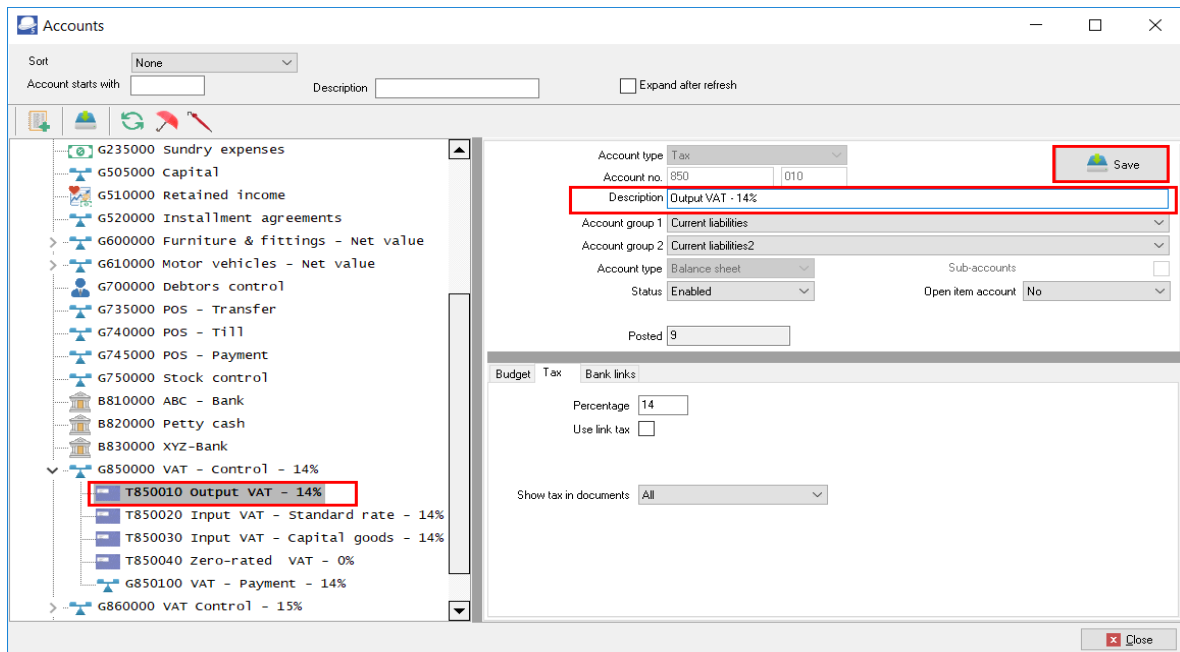 Accounts
Sort None
Account starts with
Description
Expand after refresh
G235000 Sundry expenses
G505000 Capital
G510000 Retained income
G520000 Installment agreements
G600000 Furniture & fittings - Net value
G610000 Motor vehicles - Net value
G700000 Debtors control
G735000 POS - Transfer
G740000 POS - Till
G745000 POS - Payment
G750000 Stock control
B810000 ABC - Bank
B820000 Petty cash
B830000 XYZ-Bank
G850000 VAT - Control - 14%
T850010 Output VAT - 14%
T850020 Input VAT - Standard rate - 14%
T850030 Input VAT - Capital goods - 14%
T850040 Zero-rated  VAT - 0%
G850100 VAT - Payment - 14%
G860000 VAT Control - 15%
Account type Tax
Save
Account no. 850 010
Description Output VAT - 14%
Account group 1 Current liabilities
Account group 2 Current liabilities2
Account type Balance sheet Sub-accounts
Status Enabled Open item account No
Posted 9
Budget Tax Bank links
Percentage 14
Use link tax
Show tax in documents All
Close